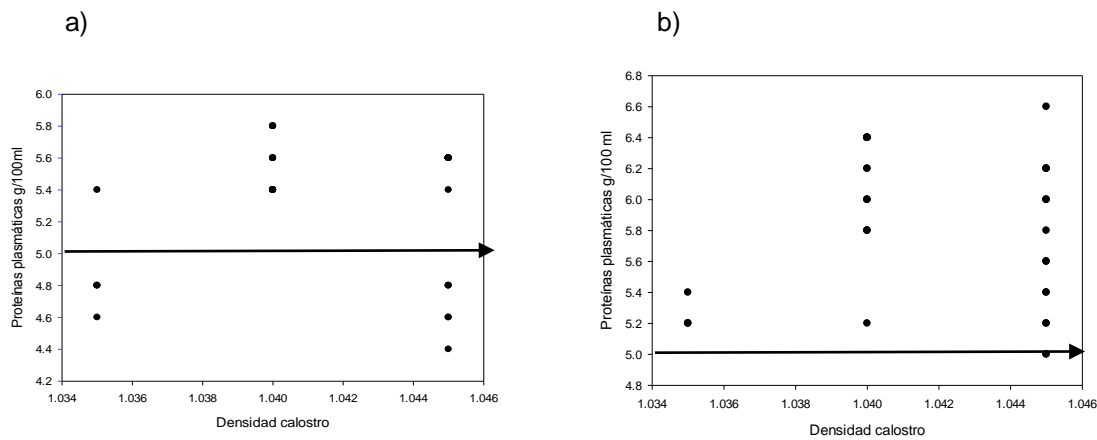 a)
b)
Proteínas plasmáticas g/100ml
6.0
5.8
5.6
5.4
5.2
5.0
4.8
4.6
4.4
4.2
1.034 1.036 1.038 1.040 1.042 1.044 1.046
Densidad calostro
Proteínas plasmáticas g/100 ml
6.8
6.6
6.4
6.2
6.0
5.8
5.6
5.4
5.2
5.0
4.8
1.034 1.036 1.038 1.040 1.042 1.044 1.046
Densidad calostro